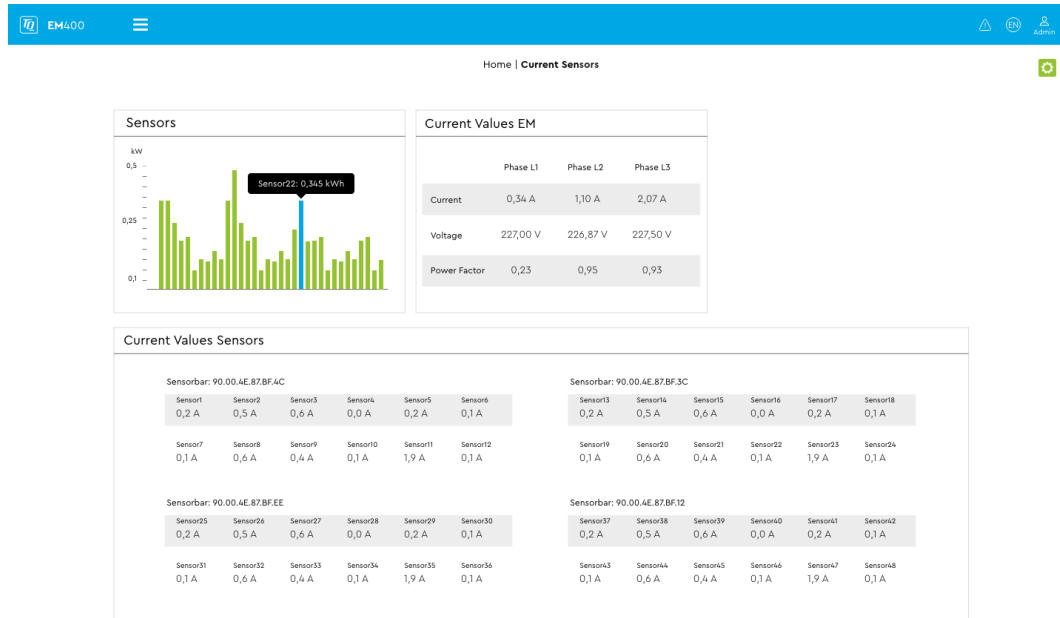 TQ EM400
EN
Admin
Home | Current Sensors
Sensors
kW
0,5
Sensor22: 0,345 kWh
0,25
0,1
Current Values EM
Phase L1 Phase L2 Phase L3
Current 0,34 A 1,10 A 2,07 A
Voltage 227,00 V 226,87 V 227,50 V
Power Factor 0,23 0,95 0,93
Current Values Sensors
Sensorbar: 90.00.4E.87.BF.4C
Sensor1 Sensor2 Sensor3 Sensor4 Sensor5 Sensor6
0,2 A 0,5 A 0,6 A 0,0 A 0,2 A 0,1 A
Sensor7 Sensor8 Sensor9 Sensor10 Sensor11 Sensor12
0,1 A 0,6 A 0,4 A 0,1 A 1,9 A 0,1 A
Sensorbar: 90.00.4E.87.BF.3C
Sensor13 Sensor14 Sensor15 Sensor16 Sensor17 Sensor18
0,2 A 0,5 A 0,6 A 0,0 A 0,2 A 0,1 A
Sensor19 Sensor20 Sensor21 Sensor22 Sensor23 Sensor24
0,1 A 0,6 A 0,4 A 0,1 A 1,9 A 0,1 A
Sensorbar: 90.00.4E.87.BF.EE
Sensor25 Sensor26 Sensor27 Sensor28 Sensor29 Sensor30
0,2 A 0,5 A 0,6 A 0,0 A 0,2 A 0,1 A
Sensor31 Sensor32 Sensor33 Sensor34 Sensor35 Sensor36
0,1 A 0,6 A 0,4 A 0,1 A 1,9 A 0,1 A
Sensorbar: 90.00.4E.87.BF.12
Sensor37 Sensor38 Sensor39 Sensor40 Sensor41 Sensor42
0,2 A 0,5 A 0,6 A 0,0 A 0,2 A 0,1 A
Sensor43 Sensor44 Sensor45 Sensor46 Sensor47 Sensor48
0,1 A 0,6 A 0,4 A 0,1 A 1,9 A 0,1 A